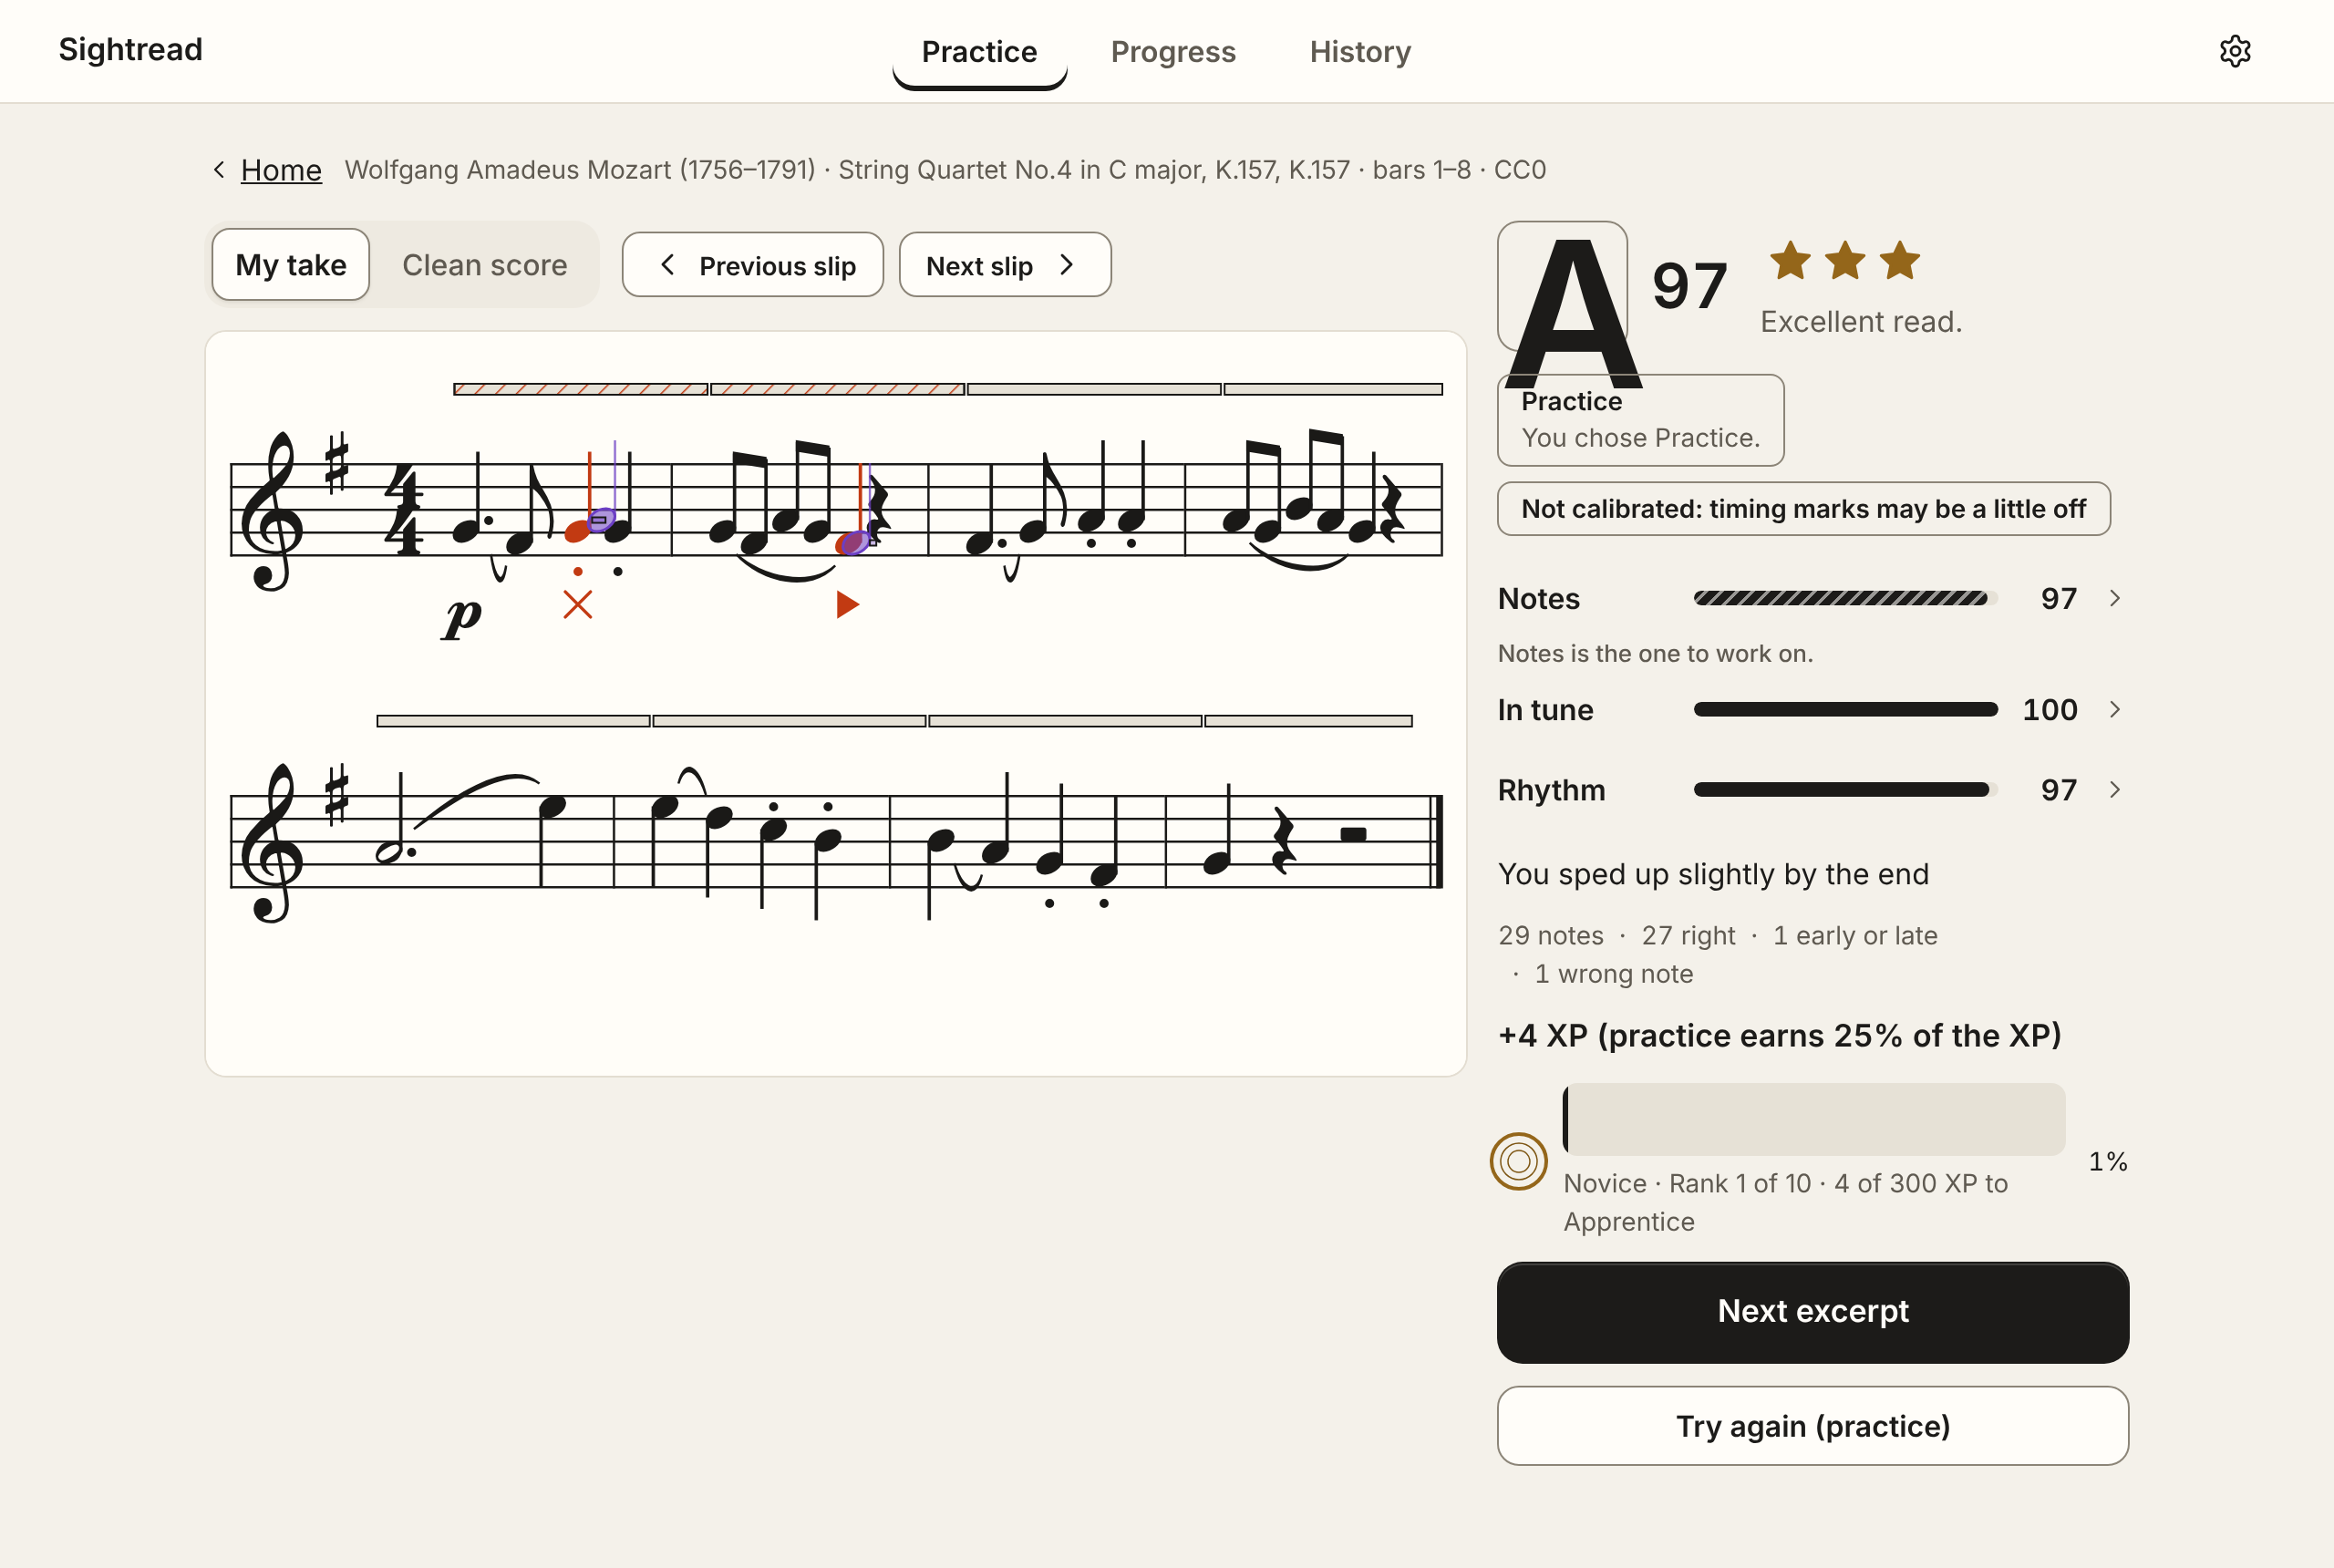 Sightread
Practice
Progress
History
Home
Wolfgang Amadeus Mozart (1756–1791) · String Quartet No.4 in C major, K.157, K.157 · bars 1–8 · CC0
My take
Clean score
Previous slip
Next slip
A
97
Excellent read.
Practice
You chose Practice.
Not calibrated: timing marks may be a little off
4
4
p
Notes
97
Notes is the one to work on.
In tune
100
Rhythm
97
You sped up slightly by the end
29 notes · 27 right · 1 early or late
· 1 wrong note
+4 XP (practice earns 25% of the XP)
1%
Novice · Rank 1 of 10 · 4 of 300 XP to
Apprentice
Next excerpt
Try again (practice)